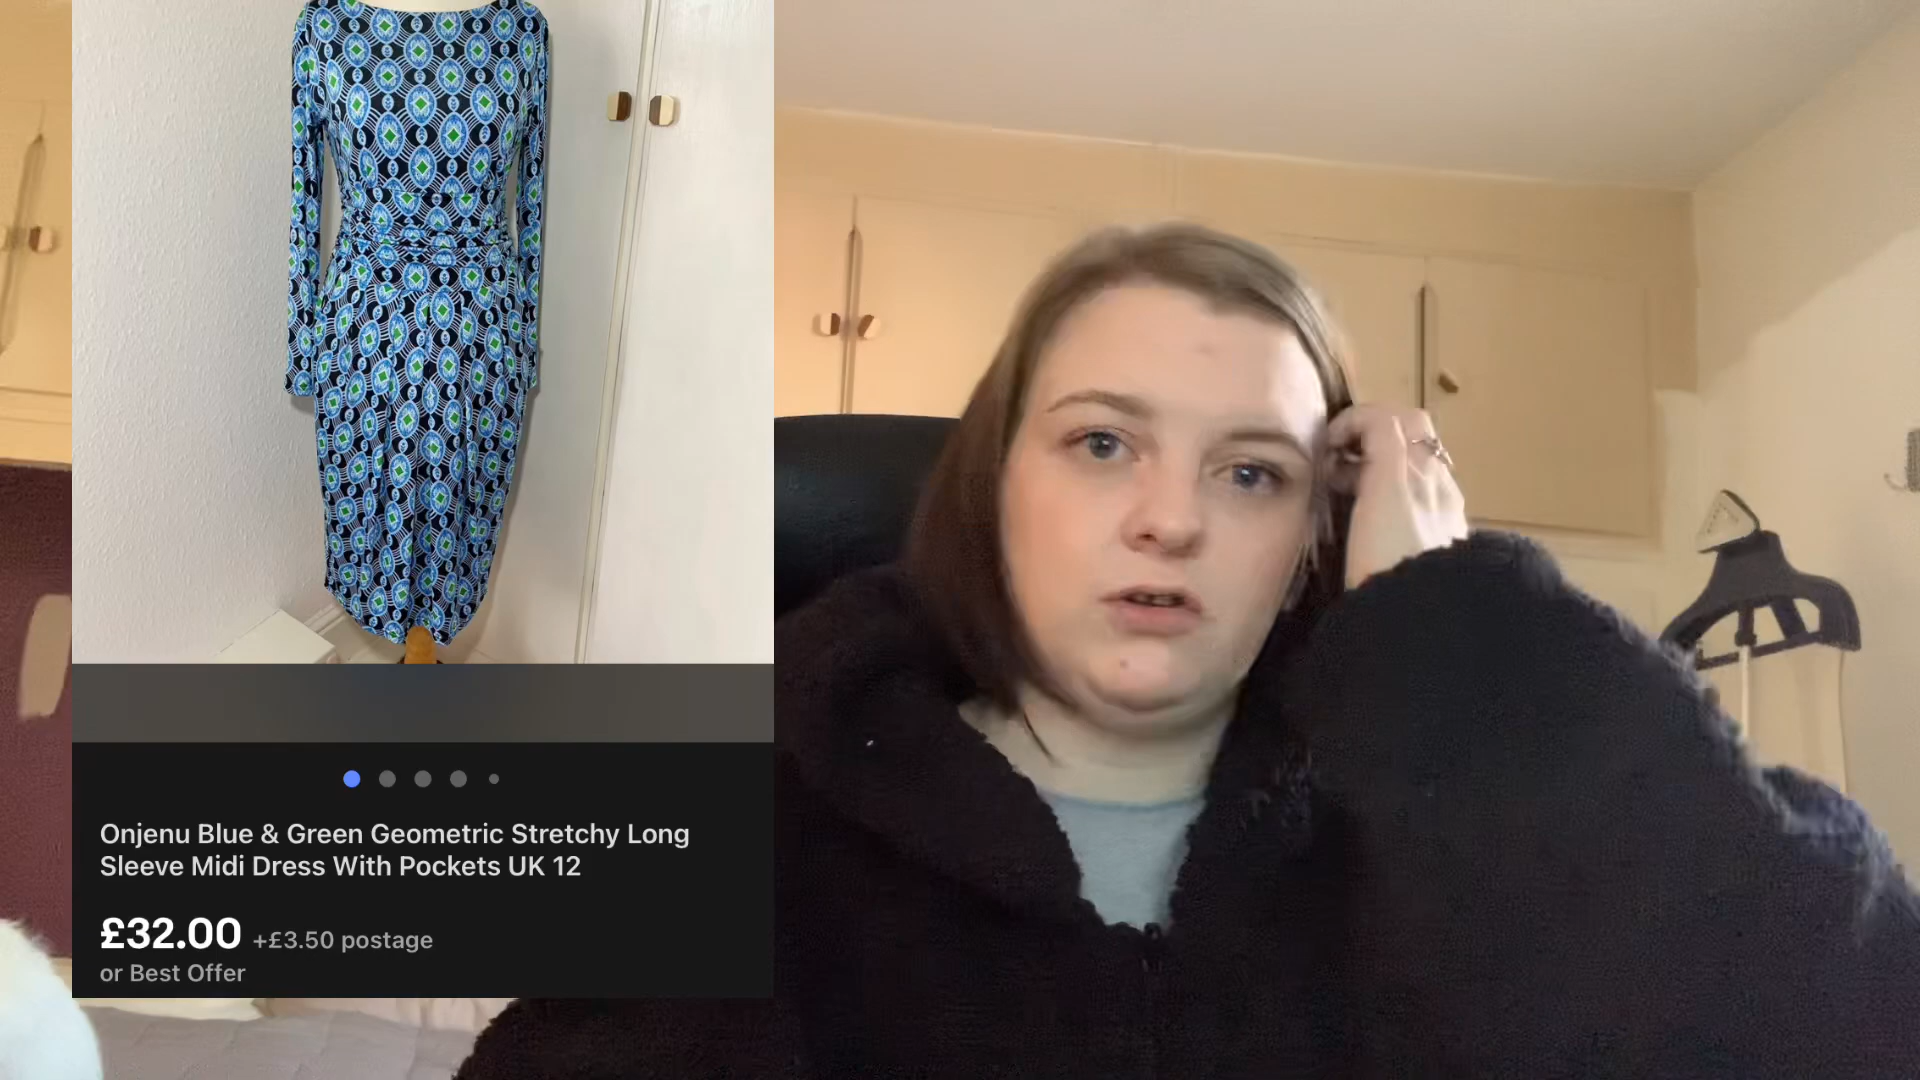 Onjenu Blue & Green Geometric Stretchy Long
Sleeve Midi Dress With Pockets UK 12
£32.00 +£3.50 postage
or Best Offer